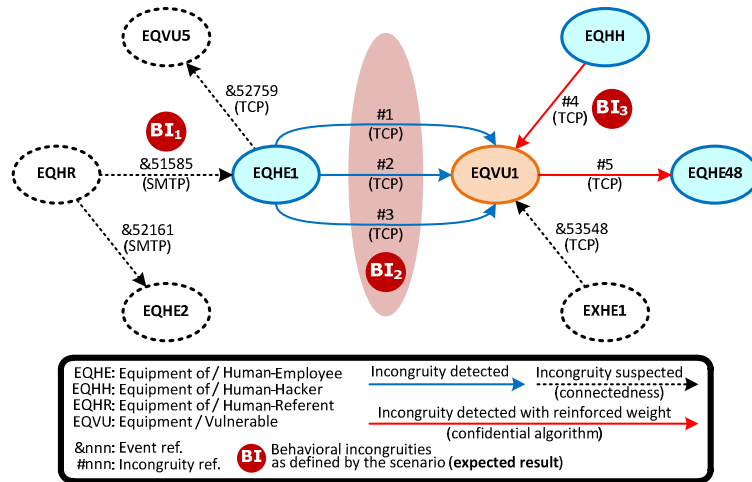 EQVU5
EQHH
&52759
(TCP)
#1
(TCP)
#4
(TCP)
BI3
BI1
EQHR
&51585
(SMTP)
EQHE1
#2
(TCP)
EQVU1
#5
(TCP)
EQHE48
#3
(TCP)
&52161
(SMTP)
&53548
(TCP)
BI2
EQHE2
EXHE1
EQHE: Equipment of / Human-Employee
EQHH: Equipment of / Human-Hacker
EQHR: Equipment of / Human-Referent
EQVU: Equipment / Vulnerable
Incongruity detected
Incongruity suspected
(connectedness)
Incongruity detected with reinforced weight
(confidential algorithm)
&nnn: Event ref.
#nnn: Incongruity ref.
BI
Behavioral incongruities
as defined by the scenario (expected result)